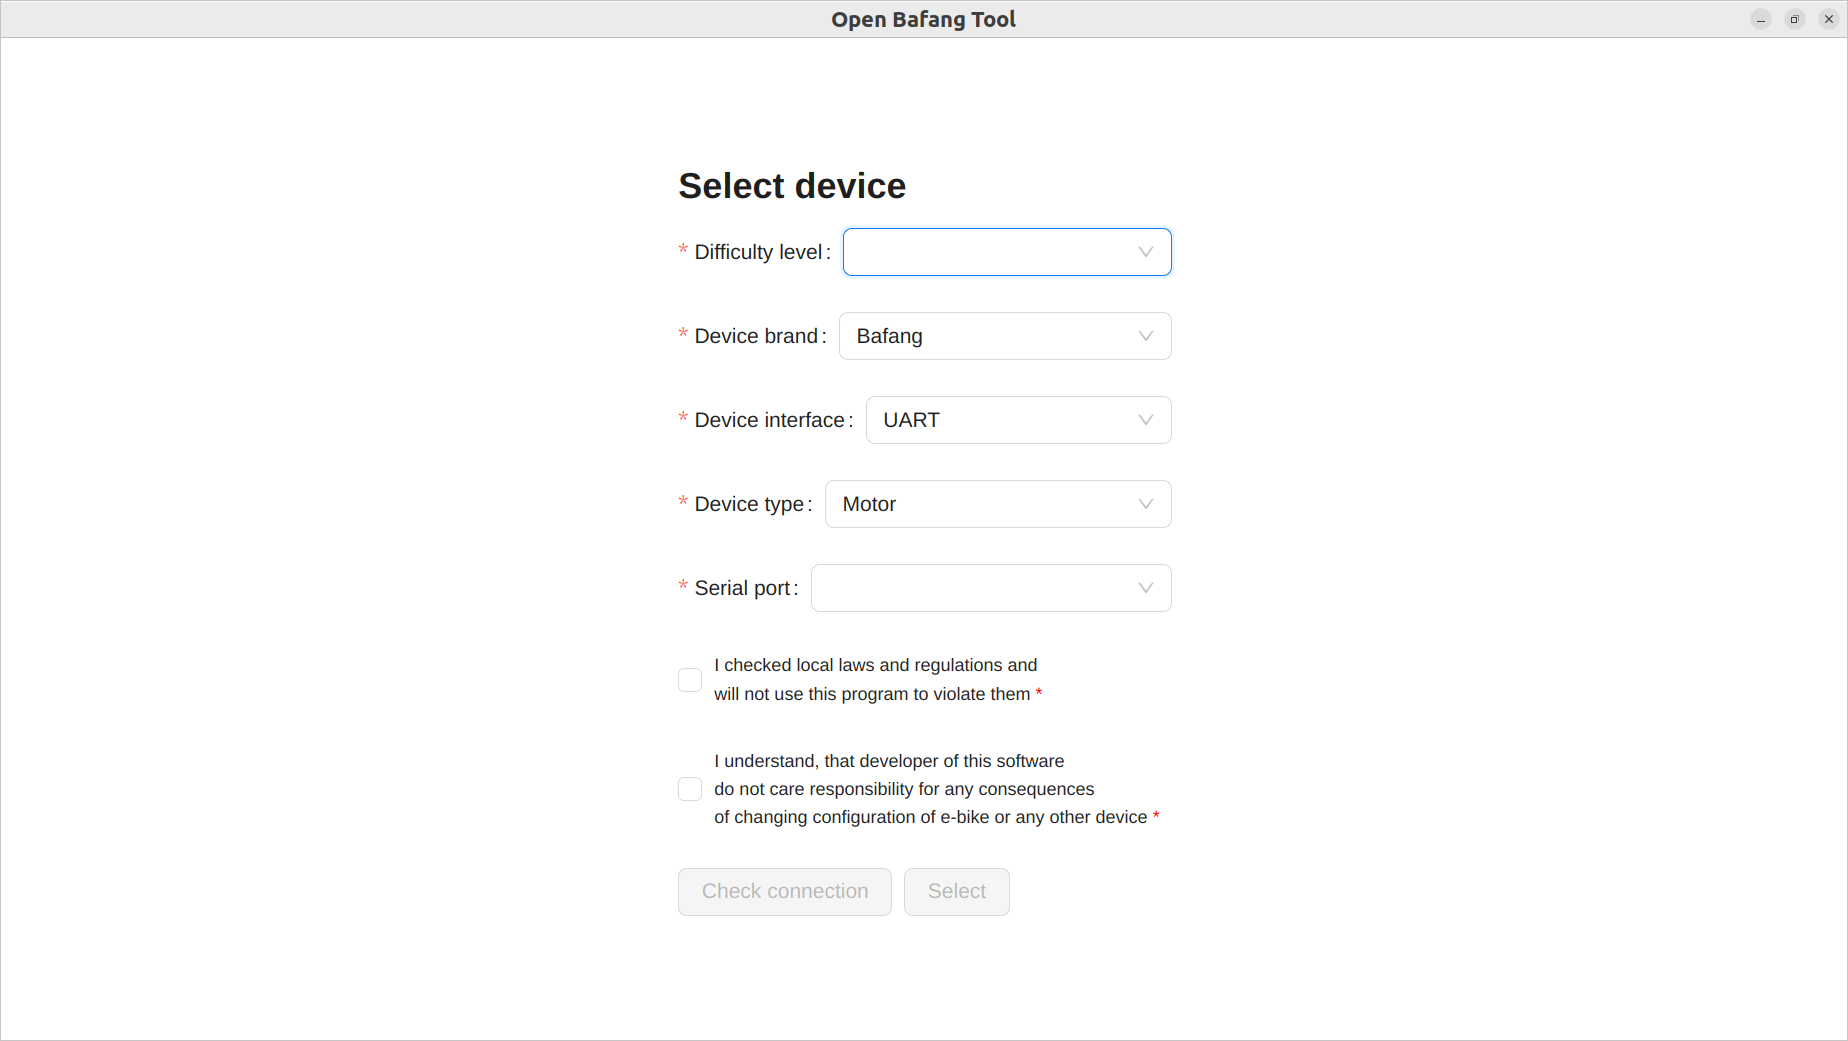 Open Bafang Tool
Select device
* Difficulty level :
* Device brand : Bafang
* Device interface : UART
* Device type : Motor
* Serial port :
I checked local laws and regulations and
will not use this program to violate them *
I understand, that developer of this software
do not care responsibility for any consequences
of changing configuration of e-bike or any other device *
Check connection Select